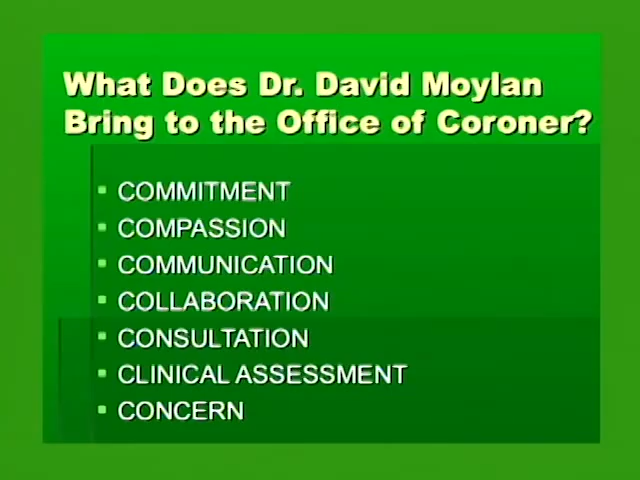 What Does Dr. David Moylan
Bring to the Office of Coroner?
COMMITMENT
COMPASSION
COMMUNICATION
COLLABORATION
CONSULTATION
CLINICAL ASSESSMENT
CONCERN